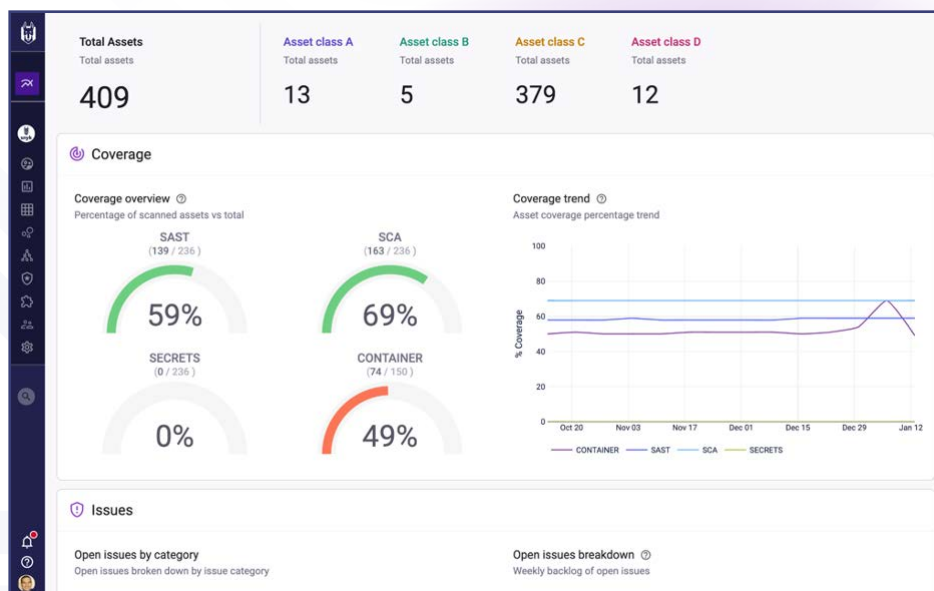 Total Assets
Total assets
409
Asset class A
Total assets
13
Asset class B
Total assets
5
Asset class C
Total assets
379
Asset class D
Total assets
12
snyk
Coverage
Coverage overview
Percentage of scanned assets vs total
SAST
(139 / 236 )
59%
SCA
(163 / 236 )
69%
SECRETS
(0 / 236 )
0%
CONTAINER
(74 / 150 )
49%
Coverage trend
Asset coverage percentage trend
% Coverage
100
80
60
40
20
0
Oct 20 Nov 03 Nov 17 Dec 01 Dec 15 Dec 29 Jan 12
CONTAINER SAST SCA SECRETS
Issues
Open issues by category
Open issues broken down by issue category
Open issues breakdown
Weekly backlog of open issues